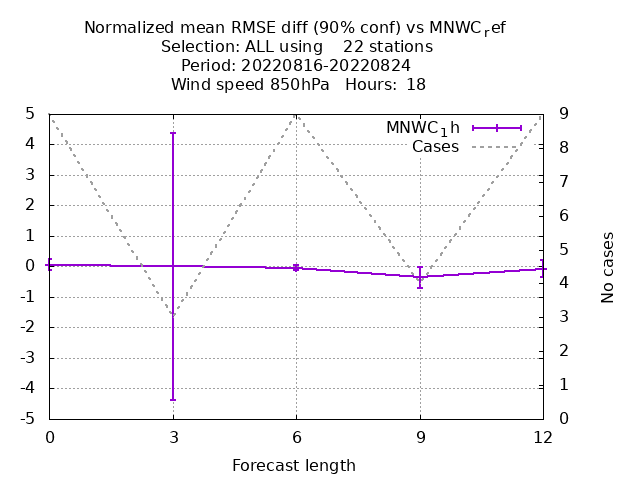 Normalized mean RMSE diff (90% conf) vs MNWCref
Selection: ALL using 22 stations
Period: 20220816-20220824
Wind speed 850hPa Hours: 18
MNWC1h
Cases
5
4
3
2
1
0
-1
-2
-3
-4
-5
9
8
7
6
5
4
3
2
1
0
No cases
0 3 6 9 12
Forecast length